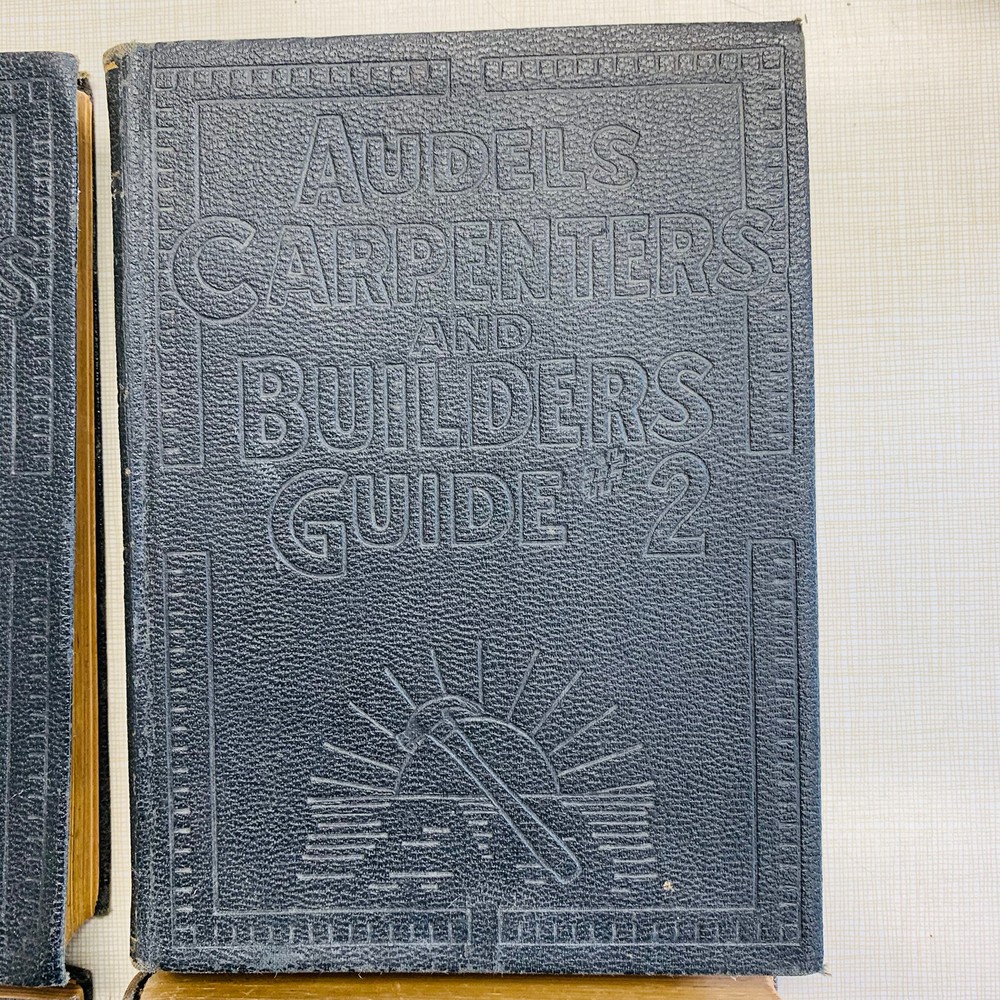 AUDELS
CARPENTERS
AND
BUILDERS
GUIDE #2
S